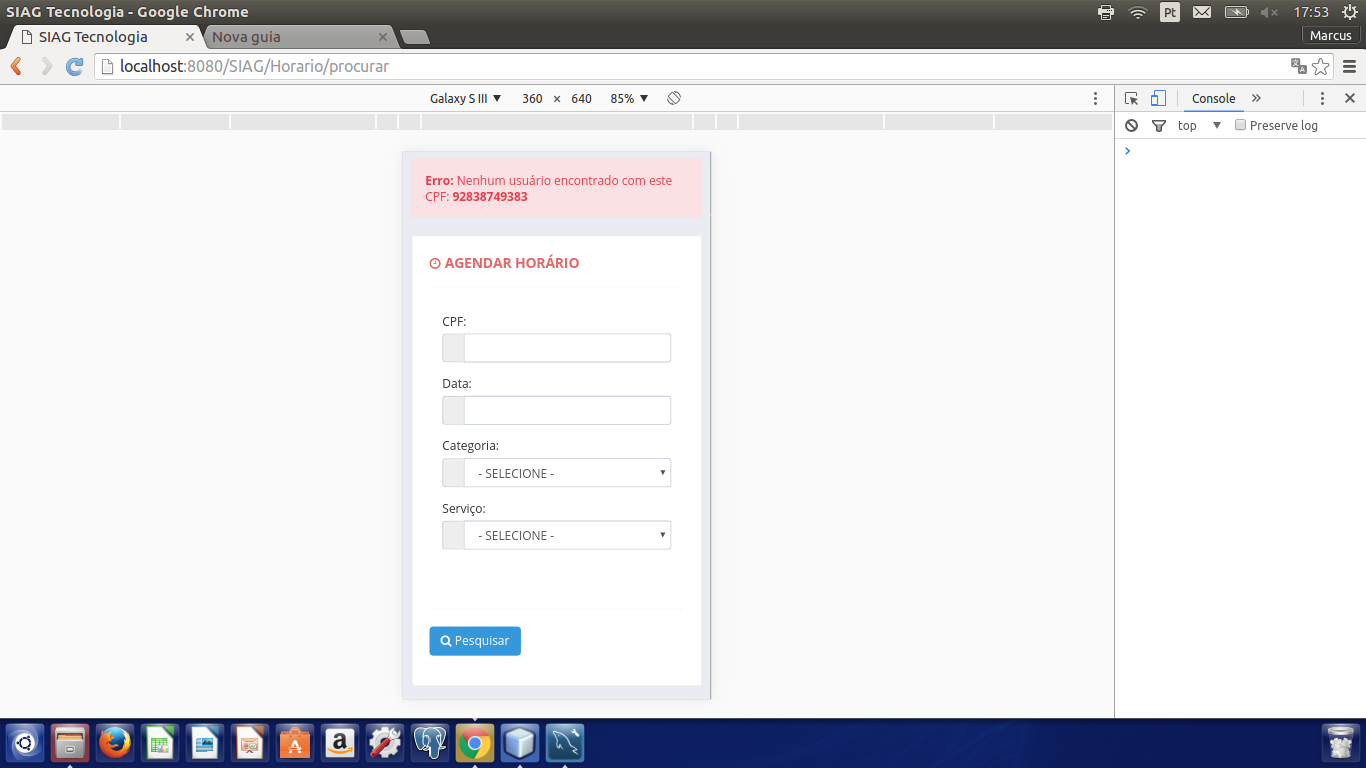 SIAG Tecnologia - Google Chrome
Pt
17:53
SIAG Tecnologia
Nova guia
Marcus
localhost:8080/SIAG/Horario/procurar
Galaxy S III ▼ 360 × 640 85% ▼
Console
top ▼ Preserve log
Erro: Nenhum usuário encontrado com este
CPF: 92838749383
AGENDAR HORÁRIO
CPF:
Data:
Categoria:
- SELECIONE -
Serviço:
- SELECIONE -
Pesquisar